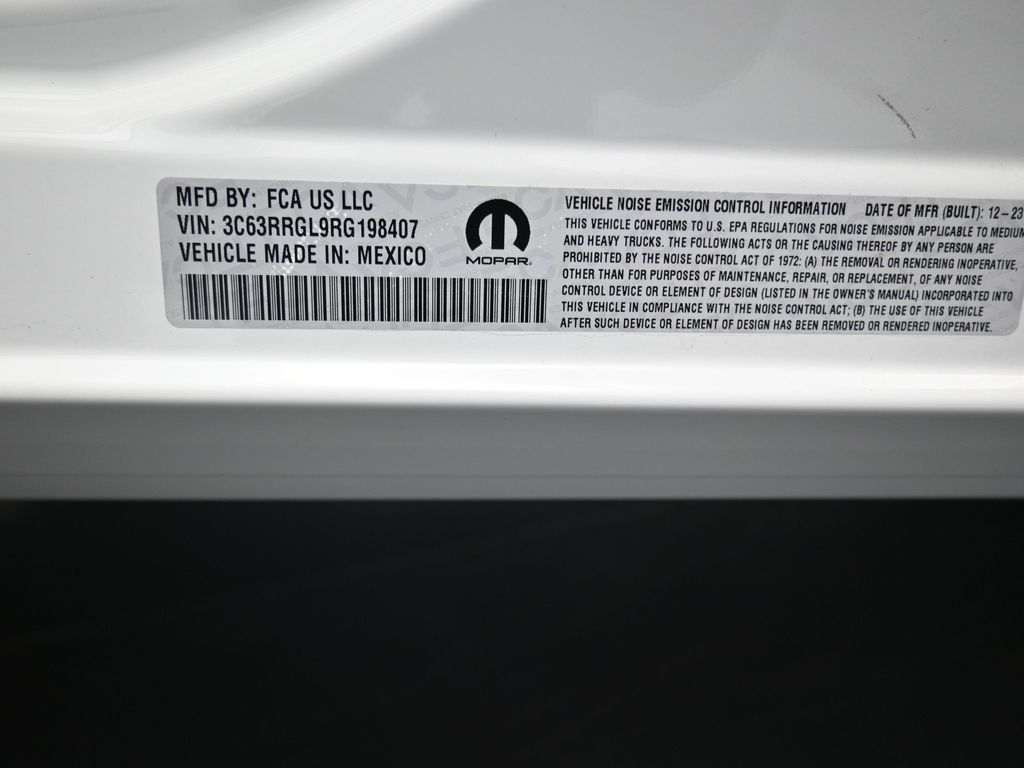 MFD BY: FCA US LLC
VIN: 3C63RRGL9RG198407
VEHICLE MADE IN: MEXICO
MOPAR
VEHICLE NOISE EMISSION CONTROL INFORMATION DATE OF MFR (BUILT): 12-23
THIS VEHICLE CONFORMS TO U.S. EPA REGULATIONS FOR NOISE EMISSION APPLICABLE TO MEDIUM
AND HEAVY TRUCKS. THE FOLLOWING ACTS OR THE CAUSING THEREOF BY ANY PERSON ARE
PROHIBITED BY THE NOISE CONTROL ACT OF 1972: (A) THE REMOVAL OR RENDERING INOPERATIVE,
OTHER THAN FOR PURPOSES OF MAINTENANCE, REPAIR, OR REPLACEMENT, OF ANY NOISE
CONTROL DEVICE OR ELEMENT OF DESIGN (LISTED IN THE OWNER'S MANUAL) INCORPORATED INTO
THIS VEHICLE IN COMPLIANCE WITH THE NOISE CONTROL ACT; (B) THE USE OF THIS VEHICLE
AFTER SUCH DEVICE OR ELEMENT OF DESIGN HAS BEEN REMOVED OR RENDERED INOPERATIVE.